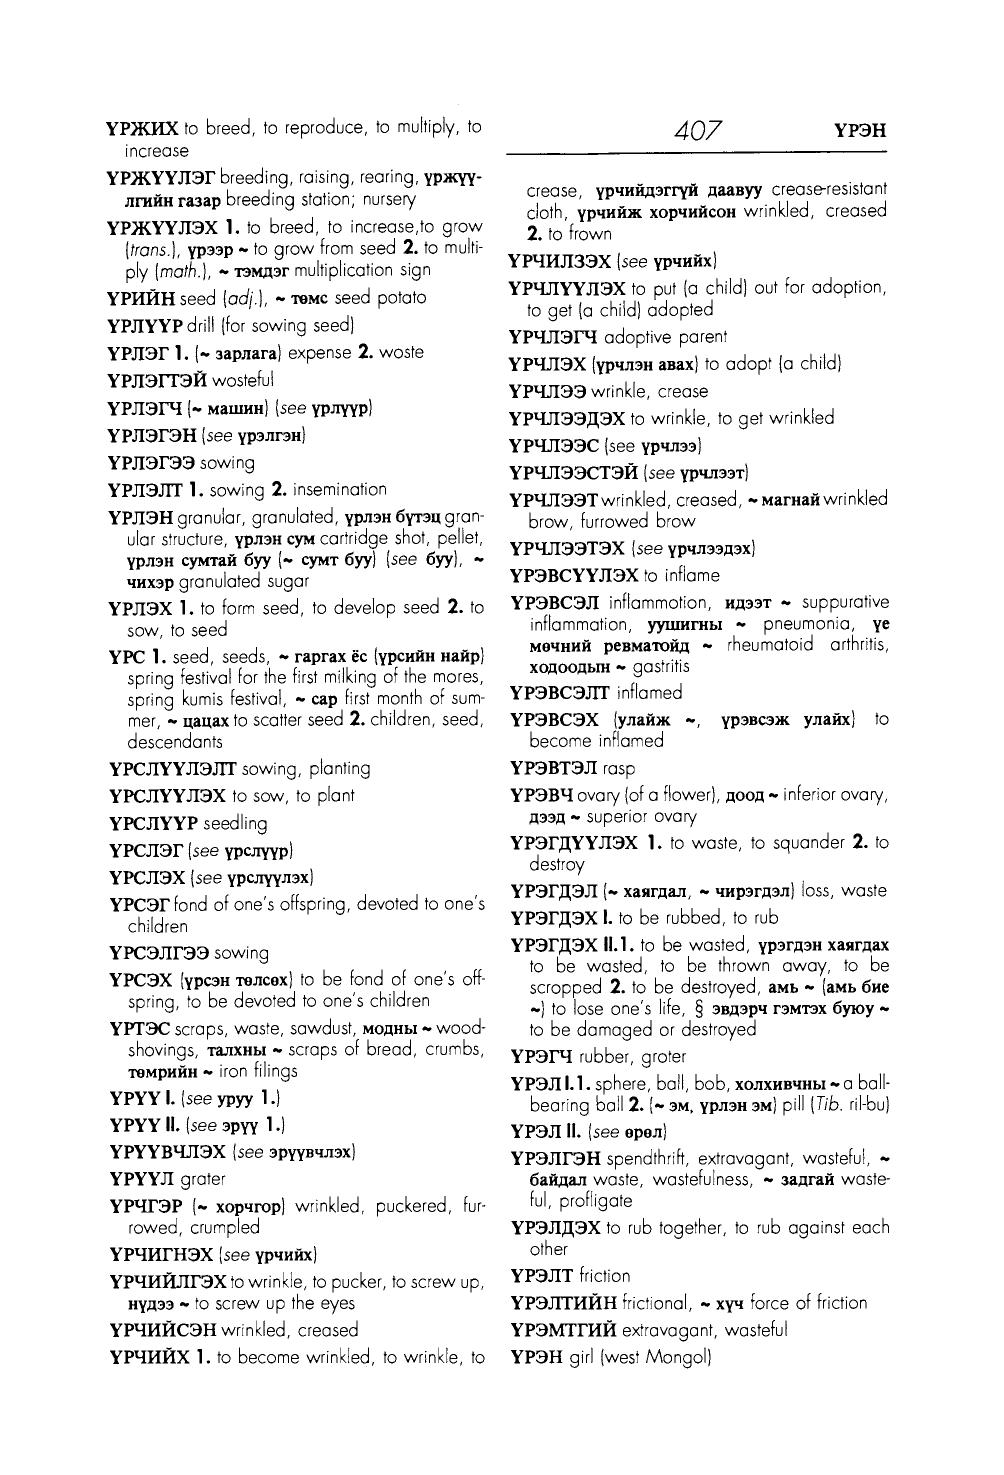 ҮРЖИХ to breed, to reproduce, to multiply, to
increase
ҮРЖҮҮЛЭГ breeding, raising, rearing, үржүү-
лгийн газар breeding station; nursery
ҮРЖҮҮЛЭХ 1. to breed, to increase,to grow
(trans.), үрээр ~ to grow from seed 2. to multi-
ply (math.), ~ тэмдэг multiplication sign
ҮРИЙН seed (adj.), ~ төмс seed potato
ҮРЛҮҮР drill (for sowing seed)
ҮРЛЭГ 1. (~ зарлага) expense 2. waste
ҮРЛЭГТЭЙ wasteful
ҮРЛЭГЧ (~ машин) (see үрлүүр)
ҮРЛЭГЭН (see үрэлгэн)
ҮРЛЭГЭЭ sowing
ҮРЛЭЛТ 1. sowing 2. insemination
ҮРЛЭН granular, granulated, үрлэн бүтэц gran-
ular structure, үрлэн сум cartridge shot, pellet,
үрлэн сумтай буу (~ сумт буу) (see буу), ~
чихэр granulated sugar
ҮРЛЭХ 1. to form seed, to develop seed 2. to
sow, to seed
ҮРС 1. seed, seeds, ~ гаргах ёс (үрсийн найр)
spring festival for the first milking of the mores,
spring kumis festival, ~ сар first month of sum-
mer, ~ цацах to scatter seed 2. children, seed,
descendants
ҮРСЛҮҮЛЭЛТ sowing, planting
ҮРСЛҮҮЛЭХ to sow, to plant
ҮРСЛҮҮР seedling
ҮРСЛЭГ (see үрслүүр)
ҮРСЛЭХ (see үрслүүлэх)
ҮРСЭГ fond of one's offspring, devoted to one's
children
ҮРСЭЛГЭЭ sowing
ҮРСЭХ (үрсэн төлсөх) to be fond of one's off-
spring, to be devoted to one's children
ҮРТЭС scraps, waste, sawdust, модны ~ wood-
shavings, талхны ~ scraps of bread, crumbs,
төмрийн ~ iron filings
ҮРҮҮ I. (see уруу 1.)
ҮРҮҮ II. (see эрүү 1.)
ҮРҮҮВЧЛЭХ (see эрүүвчлэх)
ҮРҮҮЛ grater
ҮРЧГЭР (~ хорчгор) wrinkled, puckered, fur-
rowed, crumpled
ҮРЧИГНЭХ (see үрчийх)
ҮРЧИЙЛГЭХ to wrinkle, to pucker, to screw up,
нүдээ ~ to screw up the eyes
ҮРЧИЙСЭН wrinkled, creased
ҮРЧИЙХ 1. to become wrinkled, to wrinkle, to
407 ҮРЭН
crease, үрчийдэггүй даавуу crease-resistant
cloth, үрчийж хорчийсон wrinkled, creased
2. to frown
ҮРЧИЛЗЭХ (see үрчийх)
ҮРЧЛҮҮЛЭХ to put (a child) out for adoption,
to get (a child) adopted
ҮРЧЛЭГЧ adoptive parent
ҮРЧЛЭХ (үрчлэн авах) to adopt (a child)
ҮРЧЛЭЭ wrinkle, crease
ҮРЧЛЭЭДЭХ to wrinkle, to get wrinkled
ҮРЧЛЭЭС (see үрчлээ)
ҮРЧЛЭЭСТЭЙ (see үрчлээт)
ҮРЧЛЭЭТ wrinkled, creased, ~ магнай wrinkled
brow, furrowed brow
ҮРЧЛЭЭТЭХ (see үрчлээдэх)
ҮРЭВСҮҮЛЭХ to inflame
ҮРЭВСЭЛ inflammation, идээт ~ suppurative
inflammation, уушигны ~ pneumonia, үе
мөчний ревматойд ~ rheumatoid arthritis,
ходоодын ~ gastritis
ҮРЭВСЭЛТ inflamed
ҮРЭВСЭХ (улайж ~, үрэвсэж улайх) to
become inflamed
ҮРЭВТЭЛ rasp
ҮРЭВЧ ovary (of a flower), доод ~ inferior ovary,
дээд ~ superior ovary
ҮРЭГДҮҮЛЭХ 1. to waste, to squander 2. to
destroy
ҮРЭГДЭЛ (~ хаягдал, ~ чирэгдэл) loss, waste
ҮРЭГДЭХ I. to be rubbed, to rub
ҮРЭГДЭХ II.1. to be wasted, үрэгдэн хаягдах
to be wasted, to be thrown away, to be
scrapped 2. to be destroyed, амь ~ (амь бие
~) to lose one's life, § эвдэрч гэмтэх буюу ~
to be damaged or destroyed
ҮРЭГЧ rubber, grater
ҮРЭЛ I.1. sphere, ball, bob, холхивчны ~ a ball-
bearing ball 2. (~ эм, үрлэн эм) pill (Tib. ril-bu)
ҮРЭЛ II. (see өрөл)
ҮРЭЛГЭН spendthrift, extravagant, wasteful, ~
байдал waste, wastefulness, ~ задгай waste-
ful, profligate
ҮРЭЛДЭХ to rub together, to rub against each
other
ҮРЭЛТ friction
ҮРЭЛТИЙН frictional, ~ хүч force of friction
ҮРЭМТГИЙ extravagant, wasteful
ҮРЭН girl (west Mongol)